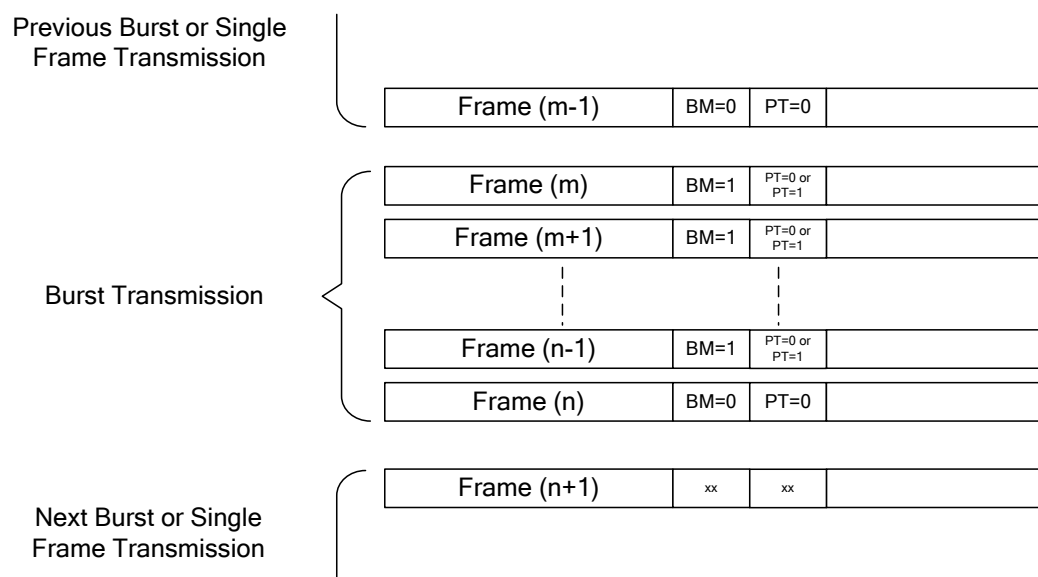 Previous Burst or Single
Frame Transmission
Frame (m-1) BM=0 PT=0
Frame (m) BM=1 PT=0 or
PT=1
Frame (m+1) BM=1 PT=0 or
PT=1
Burst Transmission
Frame (n-1) BM=1 PT=0 or
PT=1
Frame (n) BM=0 PT=0
Frame (n+1) xx xx
Next Burst or Single
Frame Transmission